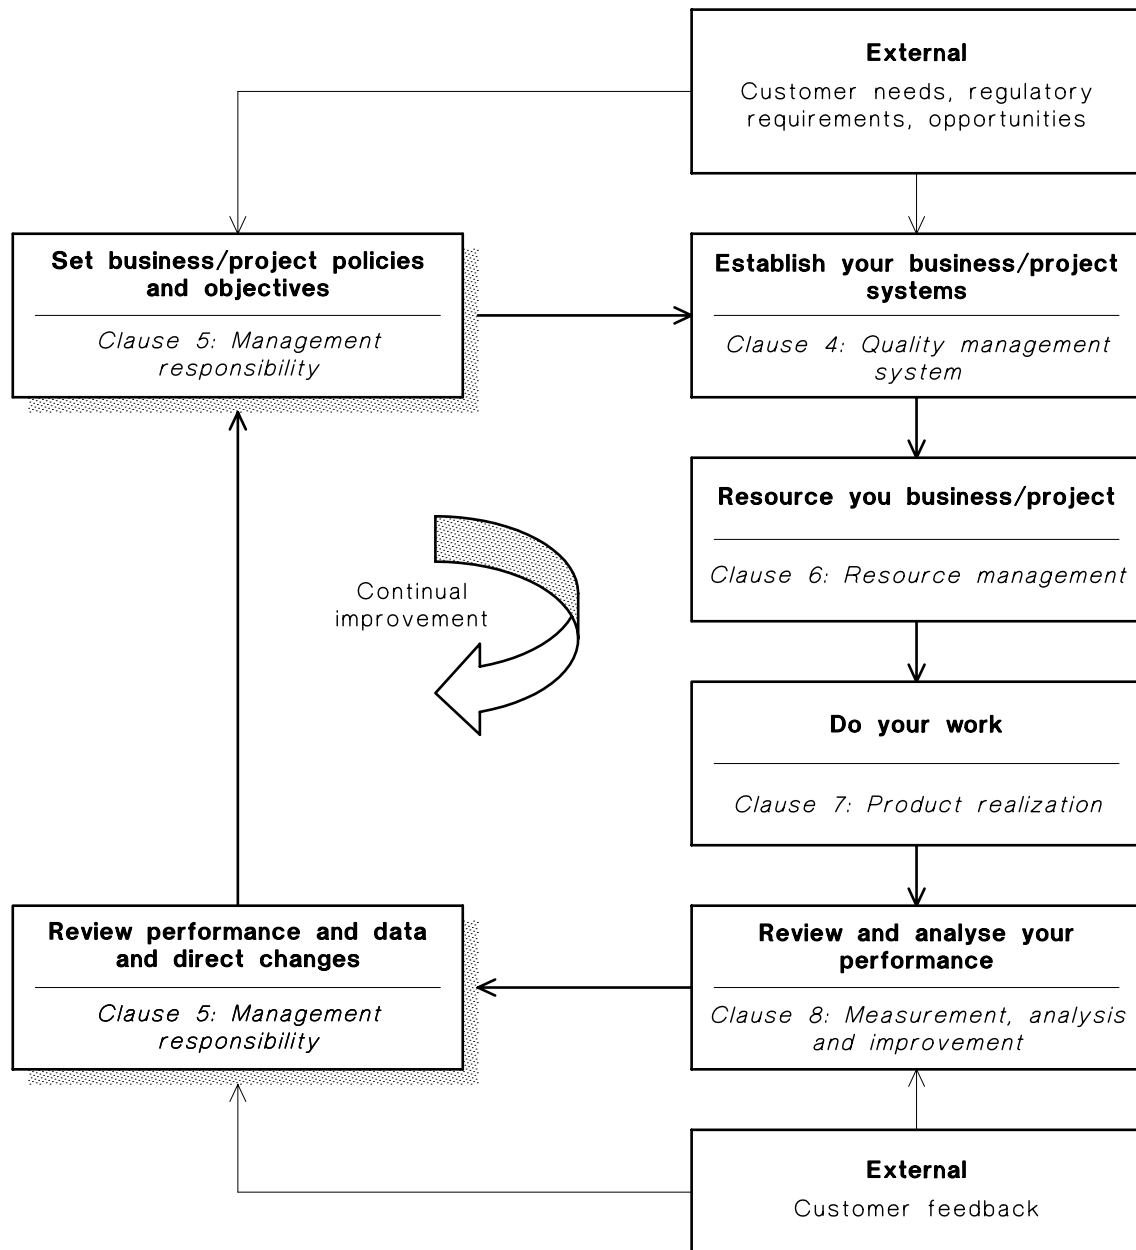 External
Customer needs, regulatory
requirements, opportunities
Set business/project policies
and objectives
Clause 5: Management
responsibility
Establish your business/project
systems
Clause 4: Quality management
system
Resource you business/project
Clause 6: Resource management
Continual
improvement
Do your work
Clause 7: Product realization
Review performance and data
and direct changes
Clause 5: Management
responsibility
Review and analyse your
performance
Clause 8: Measurement, analysis
and improvement
External
Customer feedback